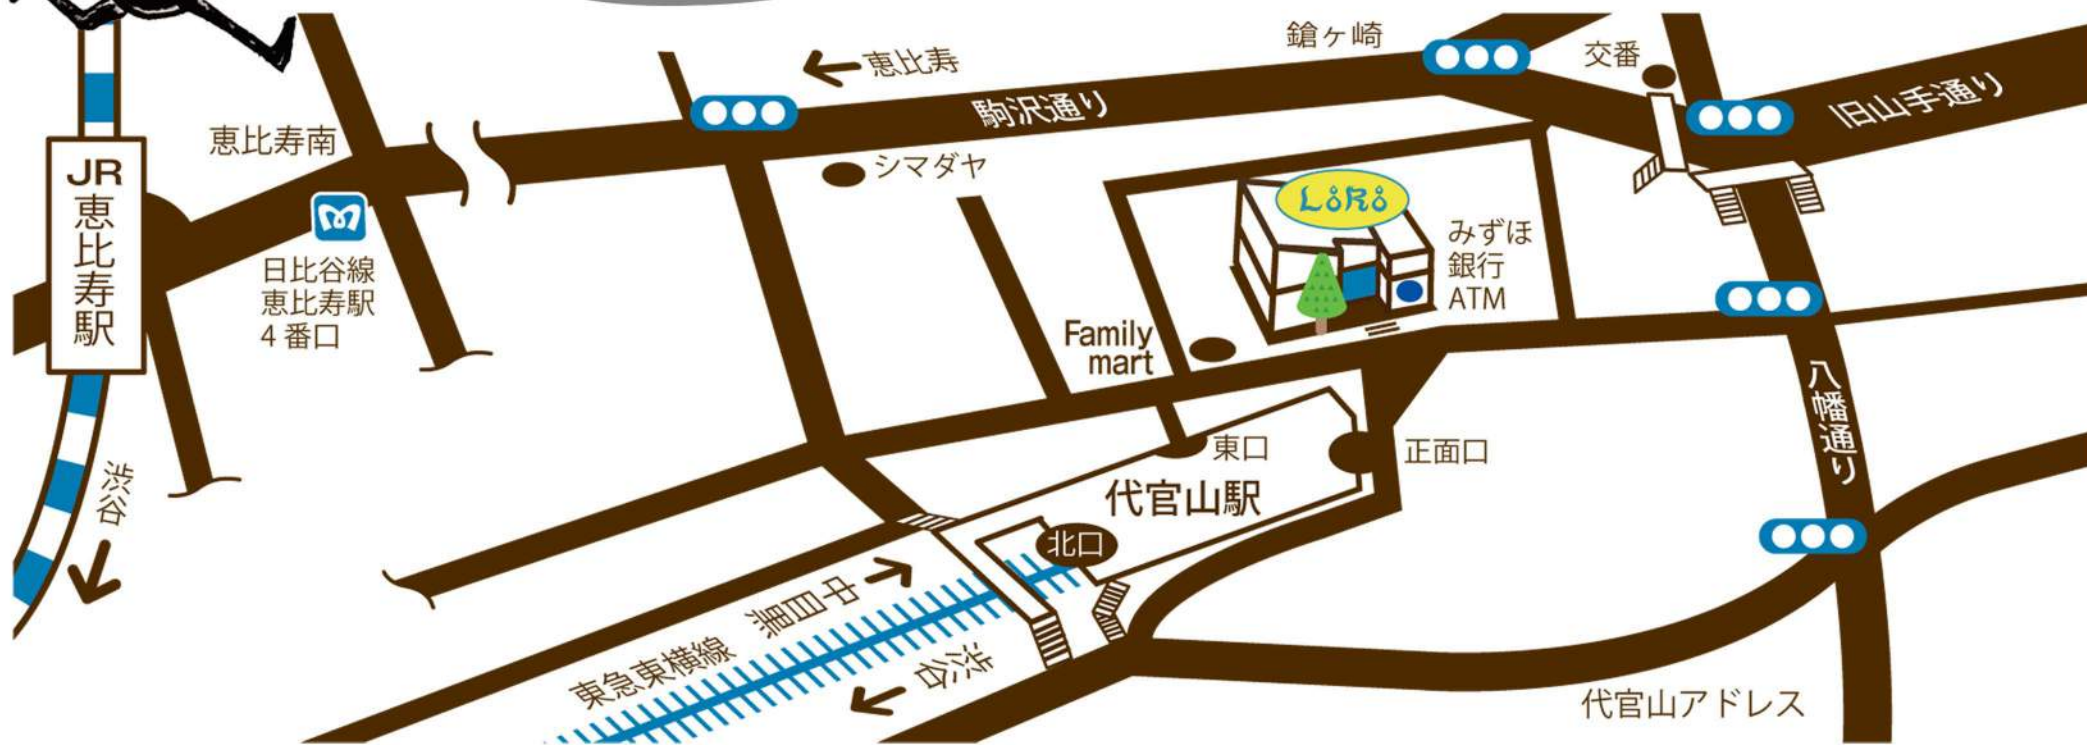 鎗ヶ崎
交番
←恵比寿
駒沢通り
旧山手通り
恵比寿南
シマダヤ
JR
恵比寿駅
LoRo
みずほ
銀行
ATM
日比谷線
恵比寿駅
4番口
Family
mart
八幡通り
東口
正面口
代官山駅
渋谷
北口
中目黒
東急東横線
渋谷
代官山アドレス